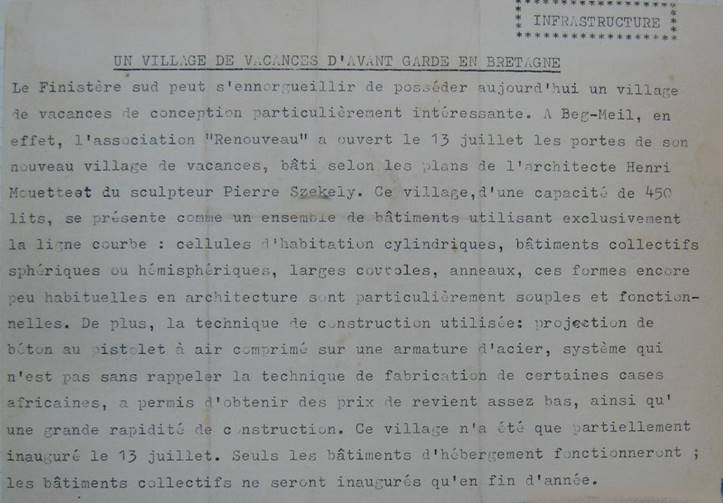 INFRASTRUCTURE
UN VILLAGE DE VACANCES D'AVANT GARDE EN BRETAGNE
Le Finistère sud peut s'ennorgueillir de posséder aujourd'hui un village
de vacances de conception particulièrement intéressante. A Beg-Meil, en
effet, l'association "Renouveau" a ouvert le 13 juillet les portes de son
nouveau village de vacances, bâti selon les plans de l'architecte Henri
Mouetteet du sculpteur Pierre Szekely. Ce village,d'une capacité de 450
lits, se présente comme un ensemble de bâtiments utilisant exclusivement
la ligne courbe : cellules d'habitation cylindriques, bâtiments collectifs
sphériques ou hémisphériques, larges couroles, anneaux, ces formes encore
peu habituelles en architecture sont particulièrement souples et fonction-
nelles. De plus, la technique de construction utilisée: projection de
béton au pistolet à air comprimé sur une armature d'acier, système qui
n'est pas sans rappeler la technique de fabrication de certaines cases
africaines, a permis d'obtenir des prix de revient assez bas, ainsi qu'
une grande rapidité de construction. Ce village n'a été que partiellement
inauguré le 13 juillet. Seuls les bâtiments d'hébergement fonctionneront ;
les bâtiments collectifs ne seront inaugurés qu'en fin d'année.